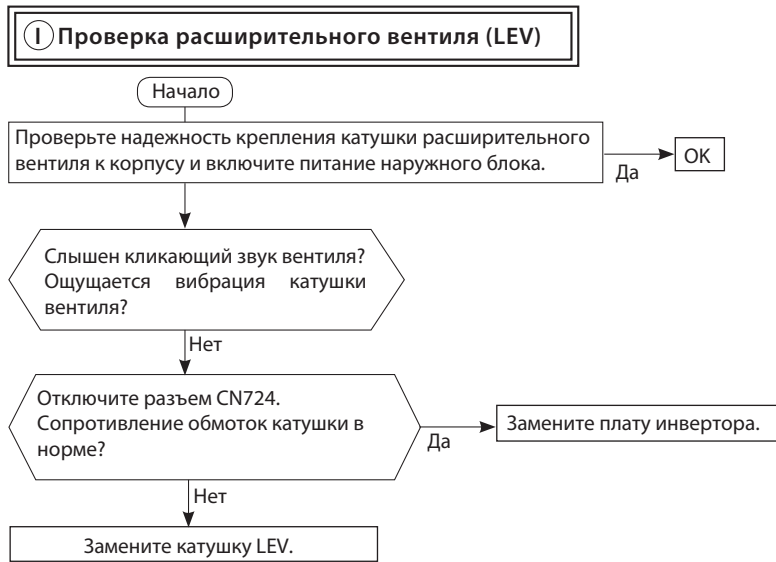 I Проверка расширительного вентиля (LEV)
Начало
Проверьте надежность крепления катушки расширительного
вентиля к корпусу и включите питание наружного блока.
Да
OK
Слышен кликающий звук вентиля?
Ощущается вибрация катушки
вентиля?
Нет
Отключите разъем CN724.
Сопротивление обмоток катушки в
норме?
Да
Замените плату инвертора.
Нет
Замените катушку LEV.